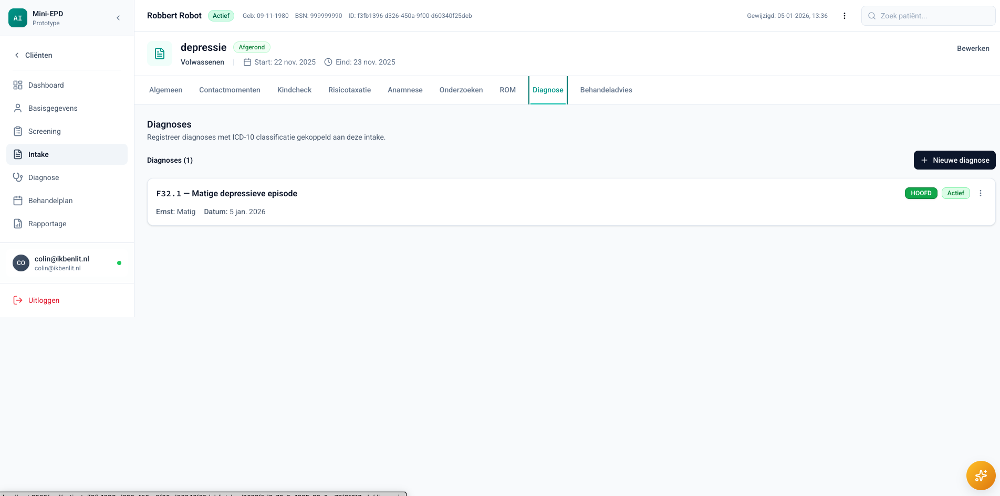 AI
Mini-EPD
Prototype
Cliënten
Dashboard
Basisgegevens
Screening
Intake
Diagnose
Behandelplan
Rapportage
CO
colin@ikbenlit.nl
colin@ikbenlit.nl
Uitloggen
Robbert Robot Actief Geb: 09-11-1980 BSN: 999999990 ID: f3fb1396-d326-450a-9f00-d60340f25deb Gewijzigd: 05-01-2026, 13:36 Zoek patiënt...
depressie Afgerond Bewerken
Volwassenen | Start: 22 nov. 2025 Eind: 23 nov. 2025
Algemeen Contactmomenten Kindcheck Risicotaxatie Anamnese Onderzoeken ROM Diagnose Behandeladvies
Diagnoses
Registreer diagnoses met ICD-10 classificatie gekoppeld aan deze intake.
Diagnoses (1) Nieuwe diagnose
F32.1 — Matige depressieve episode HOOFD Actief
Ernst: Matig Datum: 5 jan. 2026